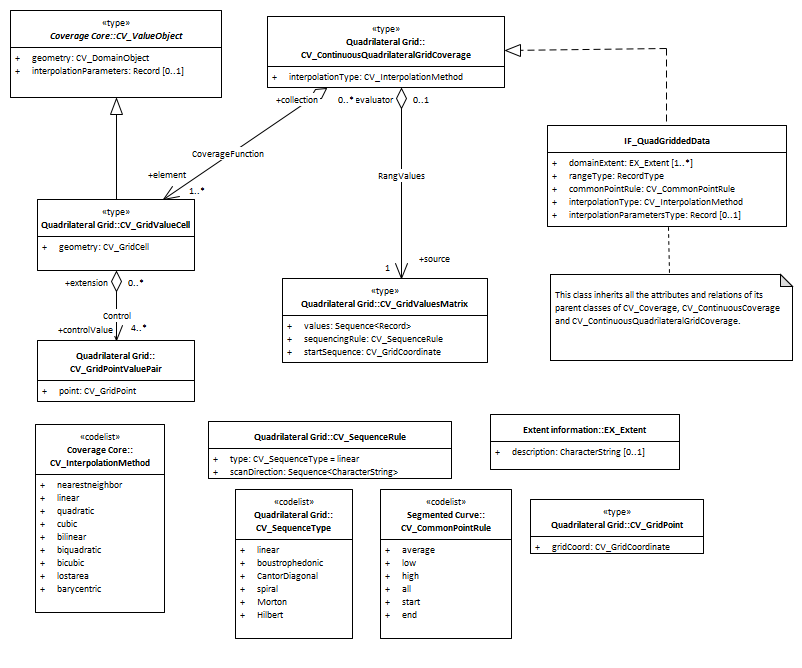 «type»
Coverage Core::CV_ValueObject
+ geometry: CV_DomainObject
+ interpolationParameters: Record [0..1]
«type»
Quadrilateral Grid::
CV_ContinuousQuadrilateralGridCoverage
+ interpolationType: CV_InterpolationMethod
+collection
0..*
evaluator
0..1
CoverageFunction
+element
1..*
RangValues
+source
1
IF_QuadGriddedData
+ domainExtent: EX_Extent [1..*]
+ rangeType: RecordType
+ commonPointRule: CV_CommonPointRule
+ interpolationType: CV_InterpolationMethod
+ interpolationParametersType: Record [0..1]
«type»
Quadrilateral Grid::CV_GridValueCell
+ geometry: CV_GridCell
+extension
0..*
Control
+controlValue
4..*
«type»
Quadrilateral Grid::CV_GridValuesMatrix
+ values: Sequence<Record>
+ sequencingRule: CV_SequenceRule
+ startSequence: CV_GridCoordinate
This class inherits all the attributes and relations of its
parent classes of CV_Coverage, CV_ContinuousCoverage
and CV_ContinuousQuadrilateralGridCoverage.
Quadrilateral Grid::
CV_GridPointValuePair
+ point: CV_GridPoint
«codelist»
Coverage Core::
CV_InterpolationMethod
+ nearestneighbor
+ linear
+ quadratic
+ cubic
+ bilinear
+ biquadratic
+ bicubic
+ lostarea
+ barycentric
Quadrilateral Grid::CV_SequenceRule
+ type: CV_SequenceType = linear
+ scanDirection: Sequence<CharacterString>
Extent information::EX_Extent
+ description: CharacterString [0..1]
«codelist»
Quadrilateral Grid::
CV_SequenceType
+ linear
+ boustrophedonic
+ CantorDiagonal
+ spiral
+ Morton
+ Hilbert
«codelist»
Segmented Curve::
CV_CommonPointRule
+ average
+ low
+ high
+ all
+ start
+ end
«type»
Quadrilateral Grid::CV_GridPoint
+ gridCoord: CV_GridCoordinate